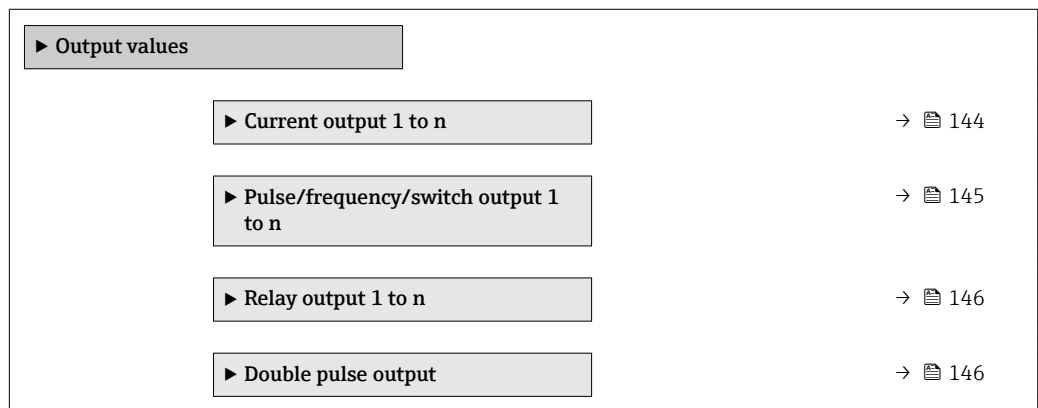 ▶ Output values
▶ Current output 1 to n → 144
▶ Pulse/frequency/switch output 1
to n → 145
▶ Relay output 1 to n → 146
▶ Double pulse output → 146